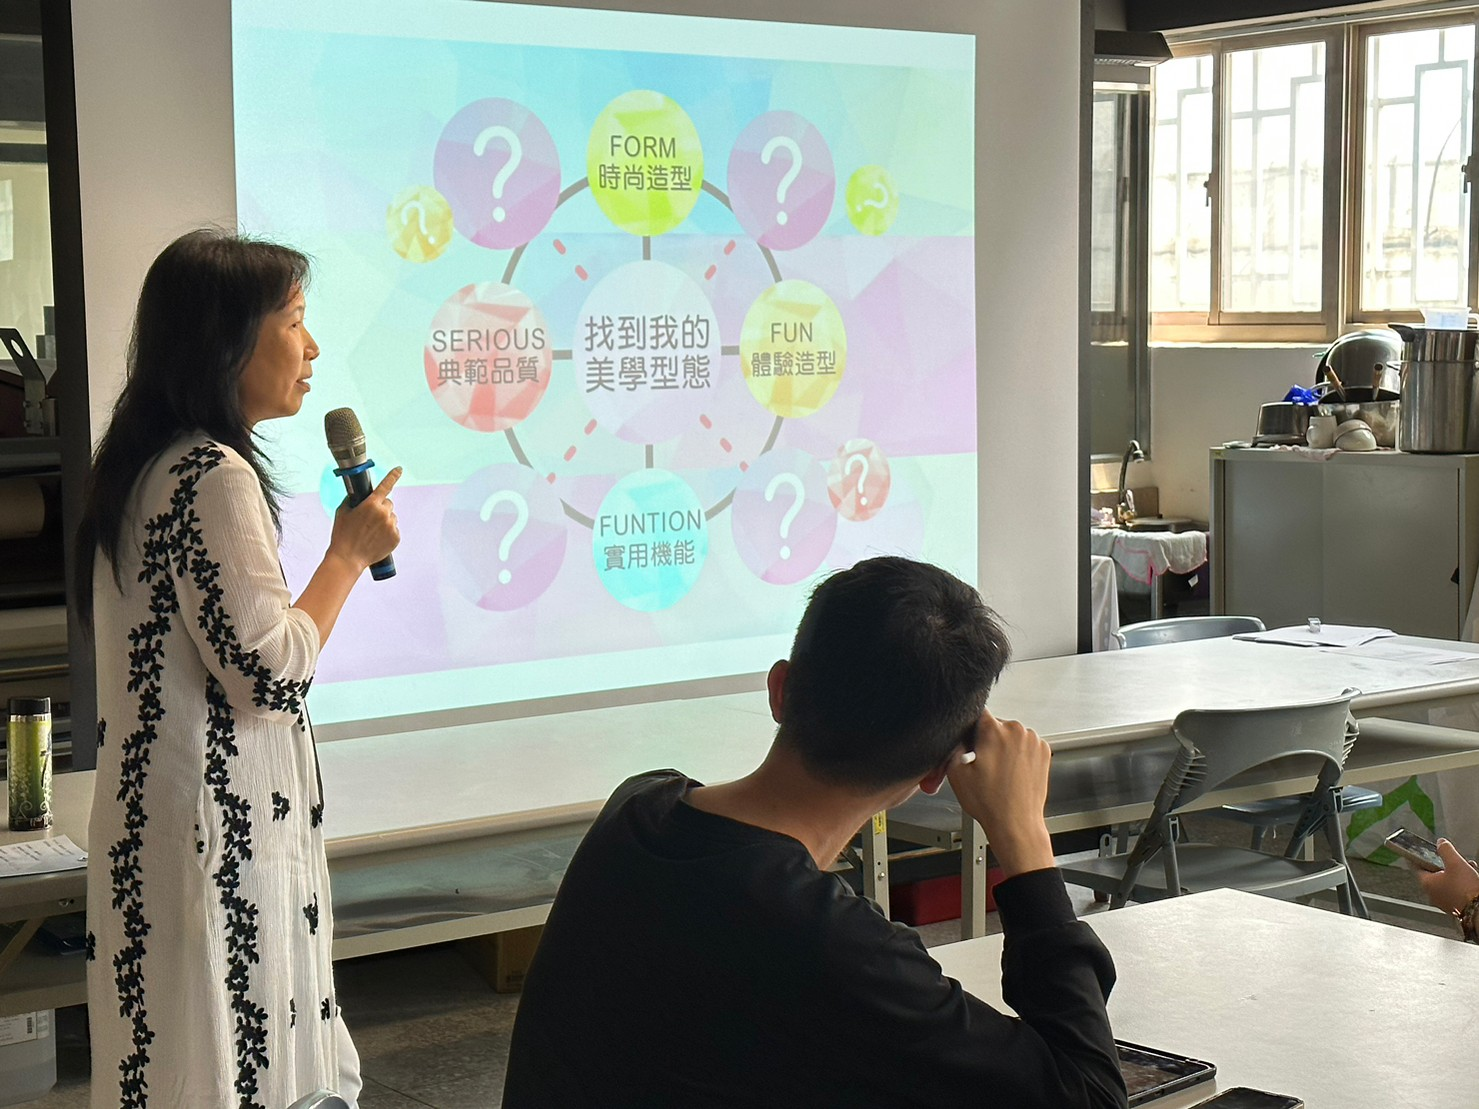 ?
FORM
時尚造型
?
?
?
SERIOUS
典範品質
找到我的
美學型態
FUN
體驗造型
?
FUNTION
實用機能
?
?